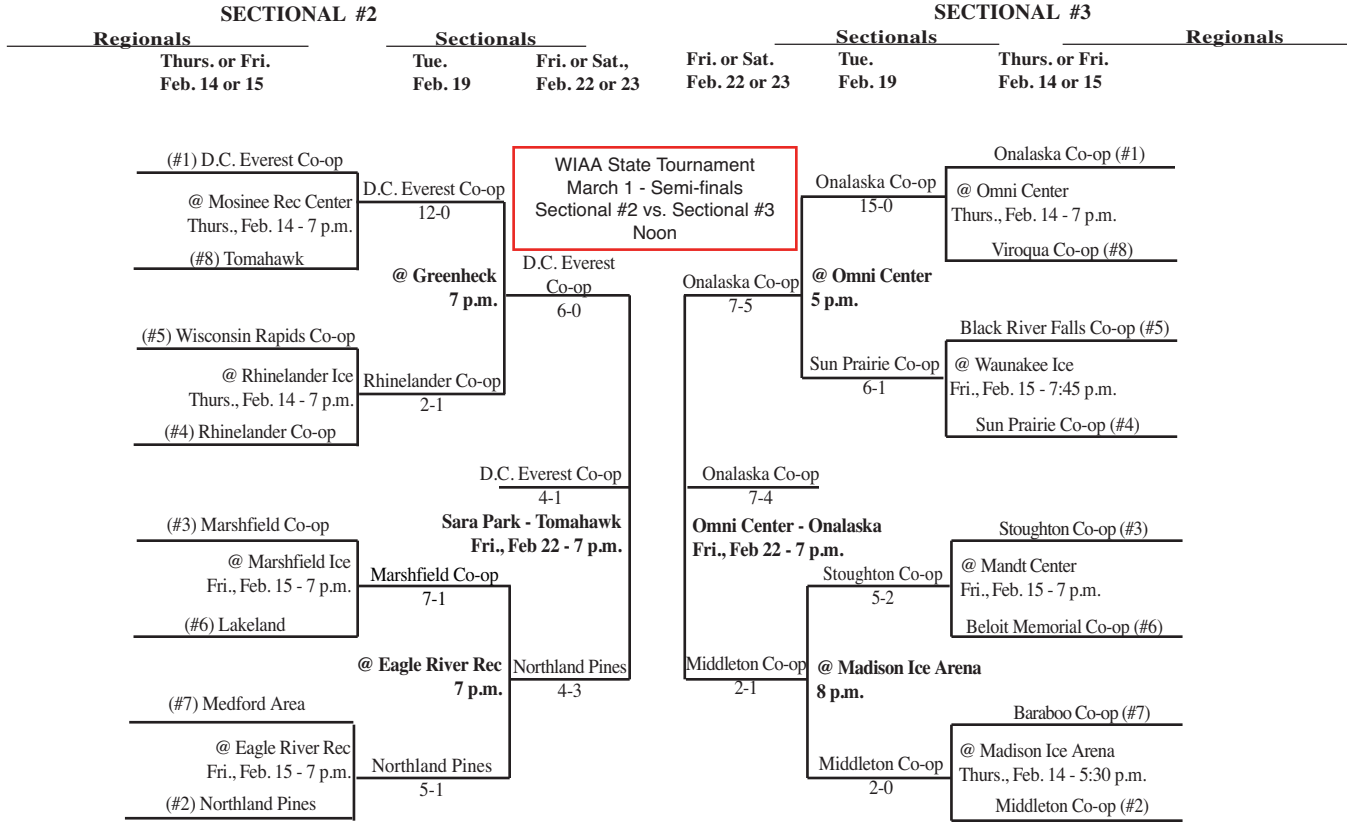 SECTIONAL #2
Regionals
Sectionals
Thurs. or Fri.
Feb. 14 or 15
Tue.
Feb. 19
Fri. or Sat.,
Feb. 22 or 23
(#1) D.C. Everest Co-op
@ Mosinee Rec Center
Thurs., Feb. 14 - 7 p.m.
(#8) Tomahawk
D.C. Everest Co-op
12-0
@ Greenheck
7 p.m.
D.C. Everest
Co-op
6-0
(#5) Wisconsin Rapids Co-op
@ Rhinelander Ice
Thurs., Feb. 14 - 7 p.m.
(#4) Rhinelander Co-op
Rhinelander Co-op
2-1
D.C. Everest Co-op
4-1
Sara Park - Tomahawk
Fri., Feb 22 - 7 p.m.
(#3) Marshfield Co-op
@ Marshfield Ice
Fri., Feb. 15 - 7 p.m.
(#6) Lakeland
Marshfield Co-op
7-1
@ Eagle River Rec
7 p.m.
Northland Pines
4-3
(#7) Medford Area
@ Eagle River Rec
Fri., Feb. 15 - 7 p.m.
(#2) Northland Pines
Northland Pines
5-1
WIAA State Tournament
March 1 - Semi-finals
Sectional #2 vs. Sectional #3
Noon
SECTIONAL #3
Sectionals
Regionals
Fri. or Sat.
Feb. 22 or 23
Tue.
Feb. 19
Thurs. or Fri.
Feb. 14 or 15
Onalaska Co-op (#1)
@ Omni Center
Thurs., Feb. 14 - 7 p.m.
Viroqua Co-op (#8)
Onalaska Co-op
15-0
@ Omni Center
5 p.m.
Onalaska Co-op
7-5
Black River Falls Co-op (#5)
@ Waunakee Ice
Fri., Feb. 15 - 7:45 p.m.
Sun Prairie Co-op (#4)
Sun Prairie Co-op
6-1
Onalaska Co-op
7-4
Omni Center - Onalaska
Fri., Feb 22 - 7 p.m.
Stoughton Co-op (#3)
@ Mandt Center
Fri., Feb. 15 - 7 p.m.
Beloit Memorial Co-op (#6)
Stoughton Co-op
5-2
@ Madison Ice Arena
8 p.m.
Middleton Co-op
2-1
Baraboo Co-op (#7)
@ Madison Ice Arena
Thurs., Feb. 14 - 5:30 p.m.
Middleton Co-op (#2)
Middleton Co-op
2-0